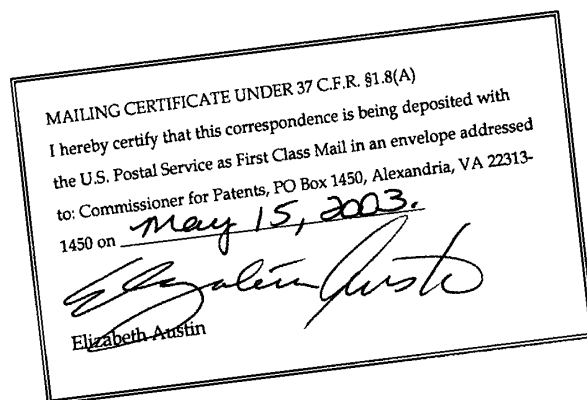 MAILING CERTIFICATE UNDER 37 C.F.R. §1.8(A)
I hereby certify that this correspondence is being deposited with
the U.S. Postal Service as First Class Mail in an envelope addressed
to: Commissioner for Patents, PO Box 1450, Alexandria, VA 22313-
1450 on May 15, 2003.
Elizabeth Austin
Elizabeth Austin